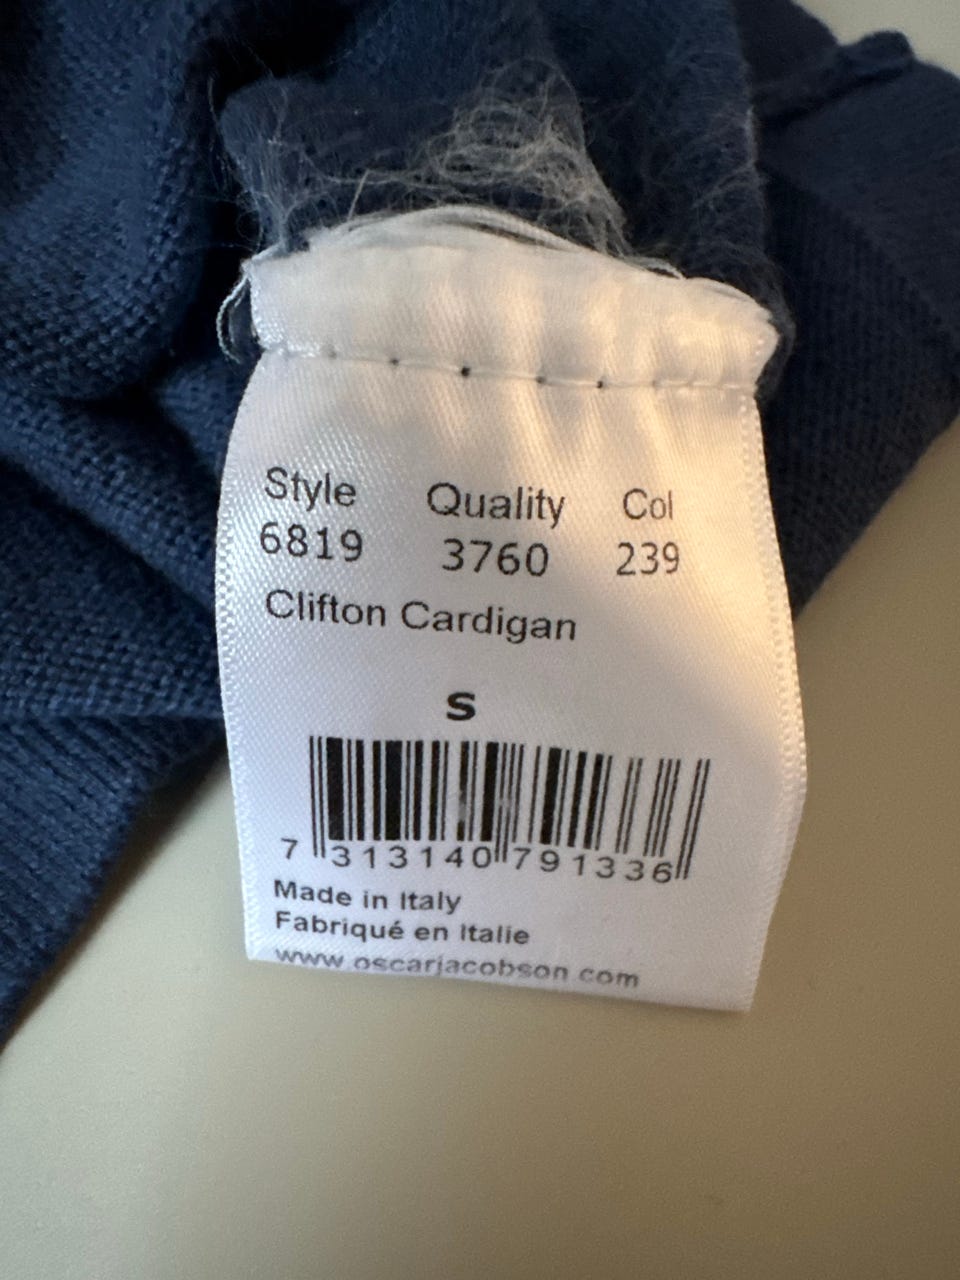 Style Quality Col
6819 3760 239
Clifton Cardigan
S
7 313140 791336
Made in Italy
Fabriqué en Italie
www.oscarjacobson.com